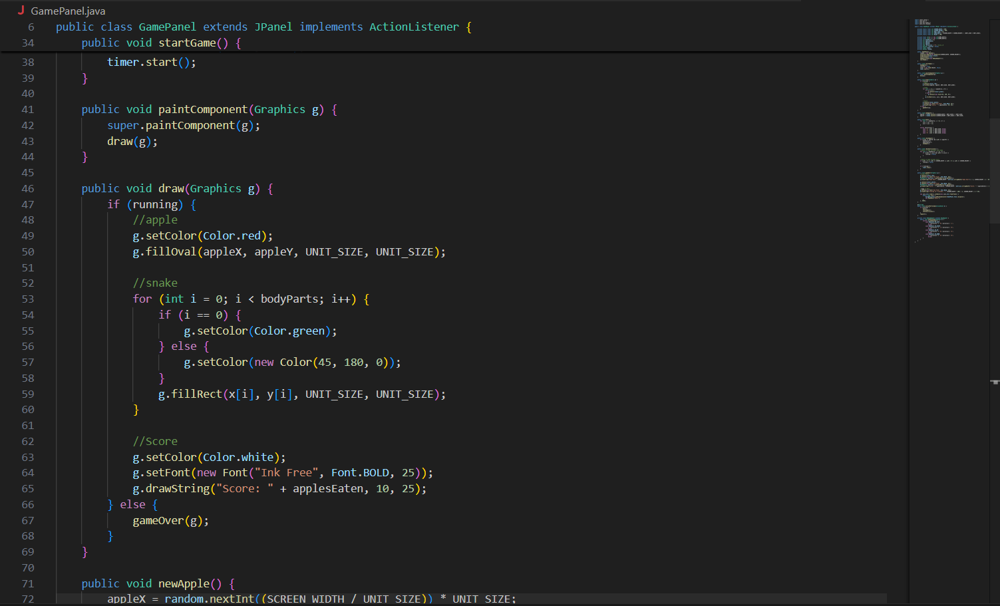 GamePanel.java
6 public class GamePanel extends JPanel implements ActionListener {
34 public void startGame() {
38 timer.start();
39 }
40
41 public void paintComponent(Graphics g) {
42 super.paintComponent(g);
43 draw(g);
44 }
45
46 public void draw(Graphics g) {
47 if (running) {
48 //apple
49 g.setColor(Color.red);
50 g.fillOval(appleX, appleY, UNIT_SIZE, UNIT_SIZE);
51
52 //snake
53 for (int i = 0; i < bodyParts; i++) {
54 if (i == 0) {
55 g.setColor(Color.green);
56 } else {
57 g.setColor(new Color(45, 180, 0));
58 }
59 g.fillRect(x[i], y[i], UNIT_SIZE, UNIT_SIZE);
60 }
61
62 //Score
63 g.setColor(Color.white);
64 g.setFont(new Font("Ink Free", Font.BOLD, 25));
65 g.drawString("Score: " + applesEaten, 10, 25);
66 } else {
67 gameOver(g);
68 }
69 }
70
71 public void newApple() {
72 appleX = random.nextInt((SCREEN_WIDTH / UNIT_SIZE)) * UNIT_SIZE;